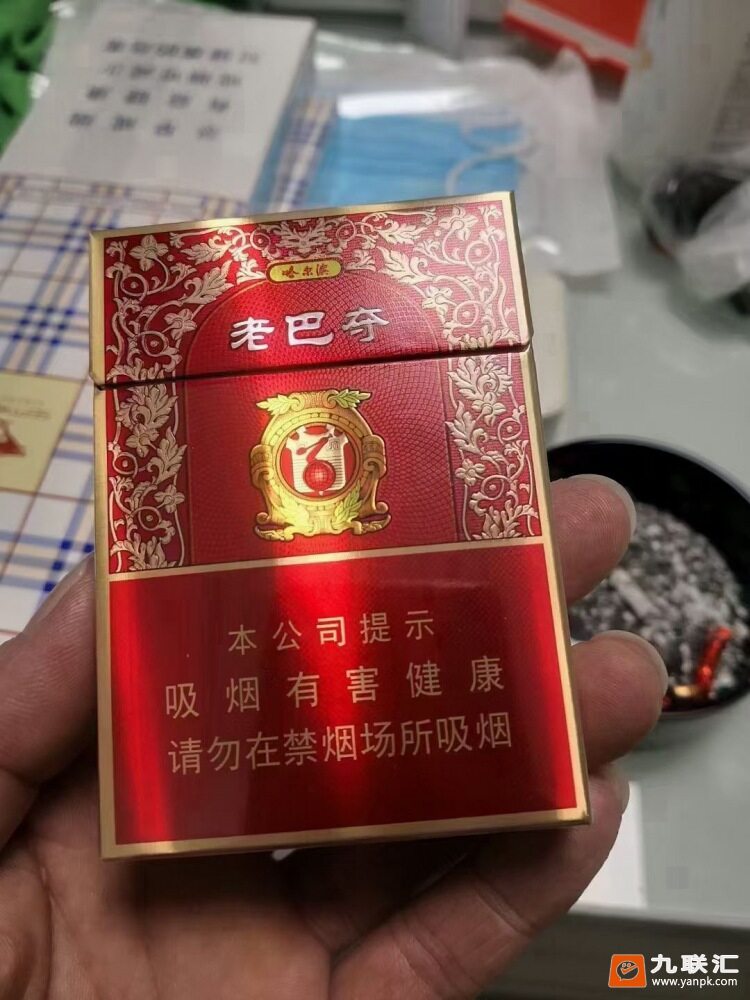 哈尔滨
老巴夺
本公司提示
吸烟有害健康
请勿在禁烟场所吸烟
九联汇
www.yanpk.com